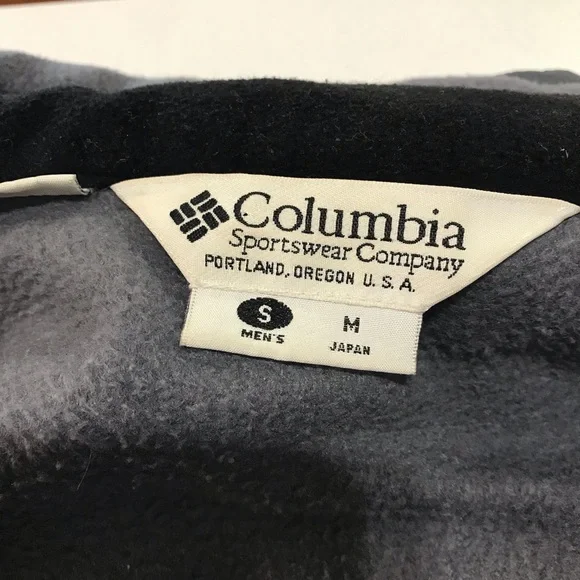 Columbia
Sportswear Company
PORTLAND, OREGON U.S.A.
S M
MEN'S JAPAN